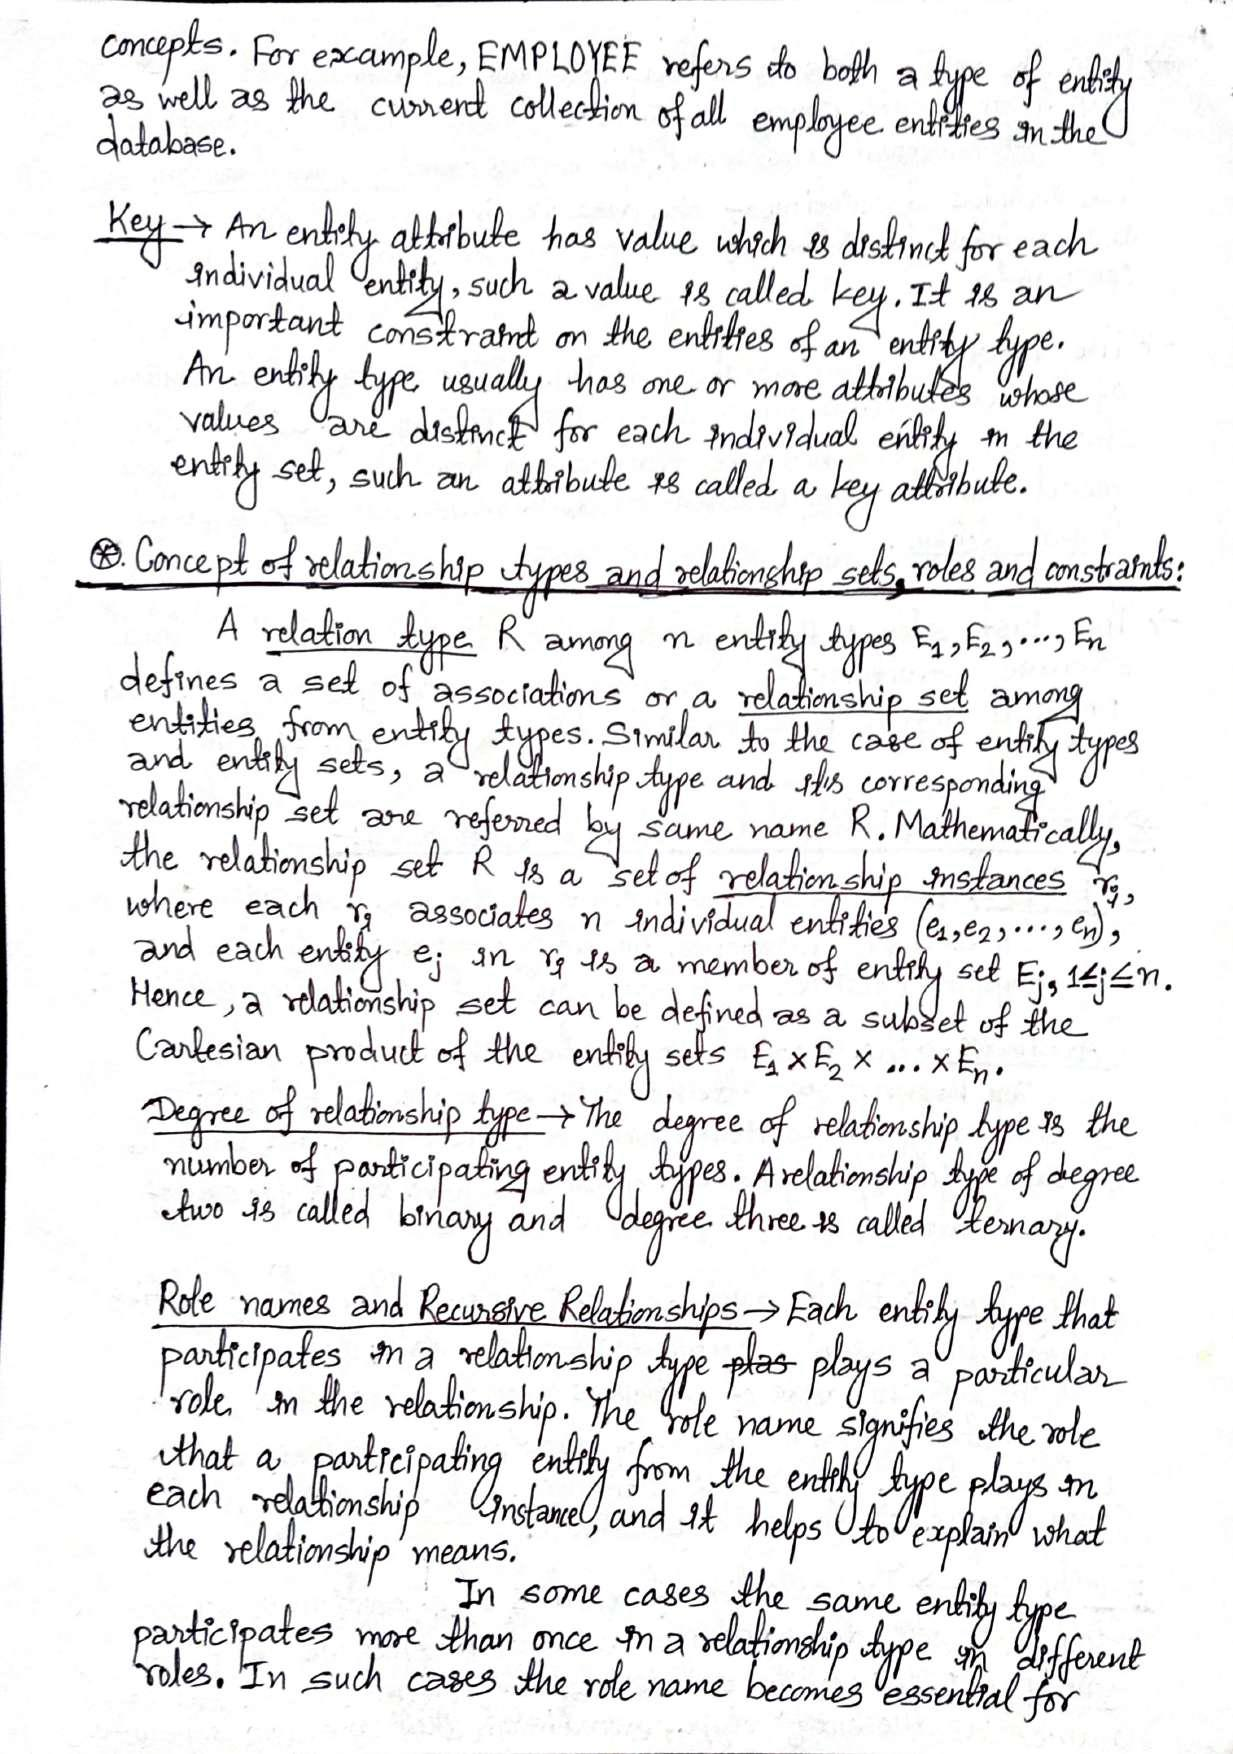 concepts. For example, EMPLOYEE refers to both a type of entity
as well as the current collection of all employee entities in the
database.
Key → An entity attribute has value which is distinct for each
individual entity, such a value is called key. It is an
important constraint on the entities of an entity type.
An entity type usually has one or more attributes whose
values are distinct for each individual entity in the
entity set, such an attribute is called a key attribute.
⊛. Concept of relationship types and relationship sets, roles and constraints:
A relation type R among n entity types E1, E2, ..., En
defines a set of associations or a relationship set among
entities from entity types. Similar to the case of entity types
and entity sets, a relationship type and its corresponding
relationship set are referred by same name R. Mathematically,
the relationship set R is a set of relationship instances ri,
where each ri associates n individual entities (e1, e2, ..., en),
and each entity ej in ri is a member of entity set Ej, 1≤j≤n.
Hence, a relationship set can be defined as a subset of the
Cartesian product of the entity sets E1 × E2 × ... × En.
Degree of relationship type → The degree of relationship type is the
number of participating entity types. A relationship type of degree
two is called binary and degree three is called ternary.
Role names and Recursive Relationships → Each entity type that
participates in a relationship type plas plays a particular
role in the relationship. The role name signifies the role
that a participating entity from the entity type plays in
each relationship instance, and it helps to explain what
the relationship means.
In some cases the same entity type
participates more than once in a relationship type in different
roles. In such cases the role name becomes essential for